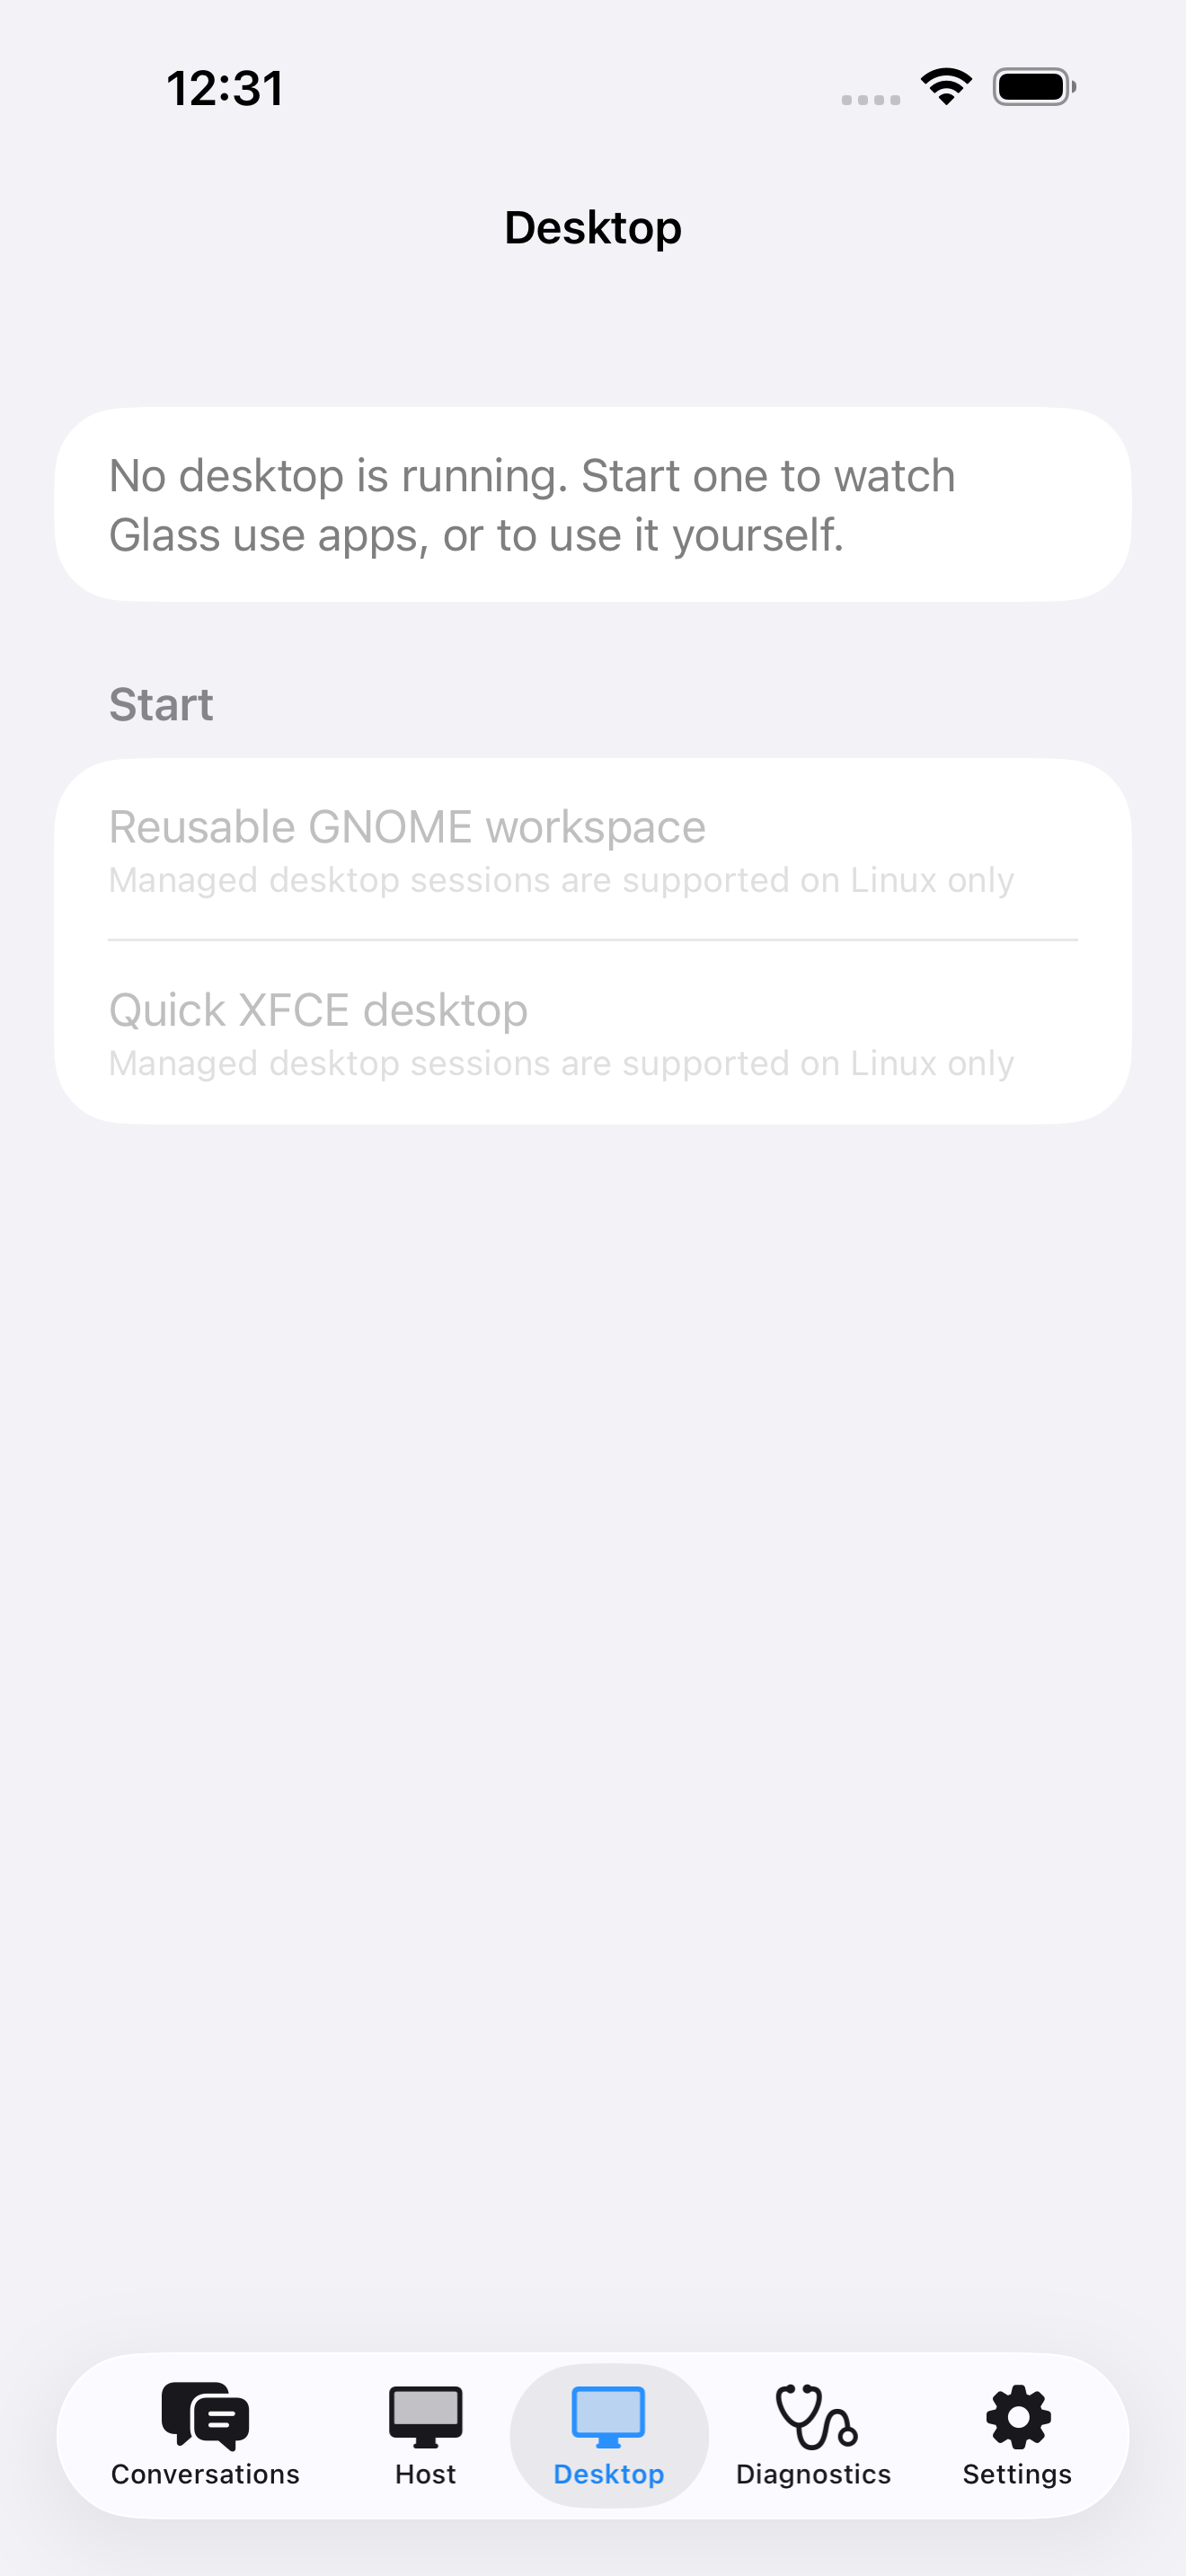 12:31
Desktop
No desktop is running. Start one to watch
Glass use apps, or to use it yourself.
Start
Reusable GNOME workspace
Managed desktop sessions are supported on Linux only
Quick XFCE desktop
Managed desktop sessions are supported on Linux only
Conversations
Host
Desktop
Diagnostics
Settings